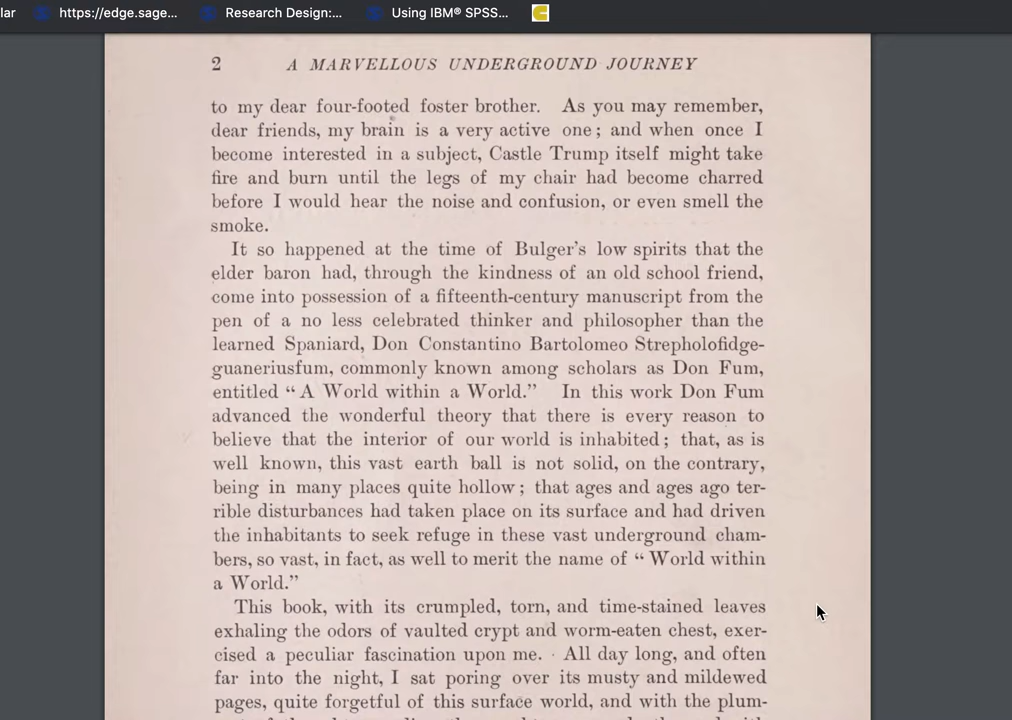 lar https://edge.sage... Research Design:... Using IBM® SPSS...
2 A MARVELLOUS UNDERGROUND JOURNEY
to my dear four-footed foster brother. As you may remember,
dear friends, my brain is a very active one; and when once I
become interested in a subject, Castle Trump itself might take
fire and burn until the legs of my chair had become charred
before I would hear the noise and confusion, or even smell the
smoke.
It so happened at the time of Bulger's low spirits that the
elder baron had, through the kindness of an old school friend,
come into possession of a fifteenth-century manuscript from the
pen of a no less celebrated thinker and philosopher than the
learned Spaniard, Don Constantino Bartolomeo Strepholofidge-
guaneriusfum, commonly known among scholars as Don Fum,
entitled "A World within a World." In this work Don Fum
advanced the wonderful theory that there is every reason to
believe that the interior of our world is inhabited; that, as is
well known, this vast earth ball is not solid, on the contrary,
being in many places quite hollow; that ages and ages ago ter-
rible disturbances had taken place on its surface and had driven
the inhabitants to seek refuge in these vast underground cham-
bers, so vast, in fact, as well to merit the name of "World within
a World."
This book, with its crumpled, torn, and time-stained leaves
exhaling the odors of vaulted crypt and worm-eaten chest, exer-
cised a peculiar fascination upon me. All day long, and often
far into the night, I sat poring over its musty and mildewed
pages, quite forgetful of this surface world, and with the plum-